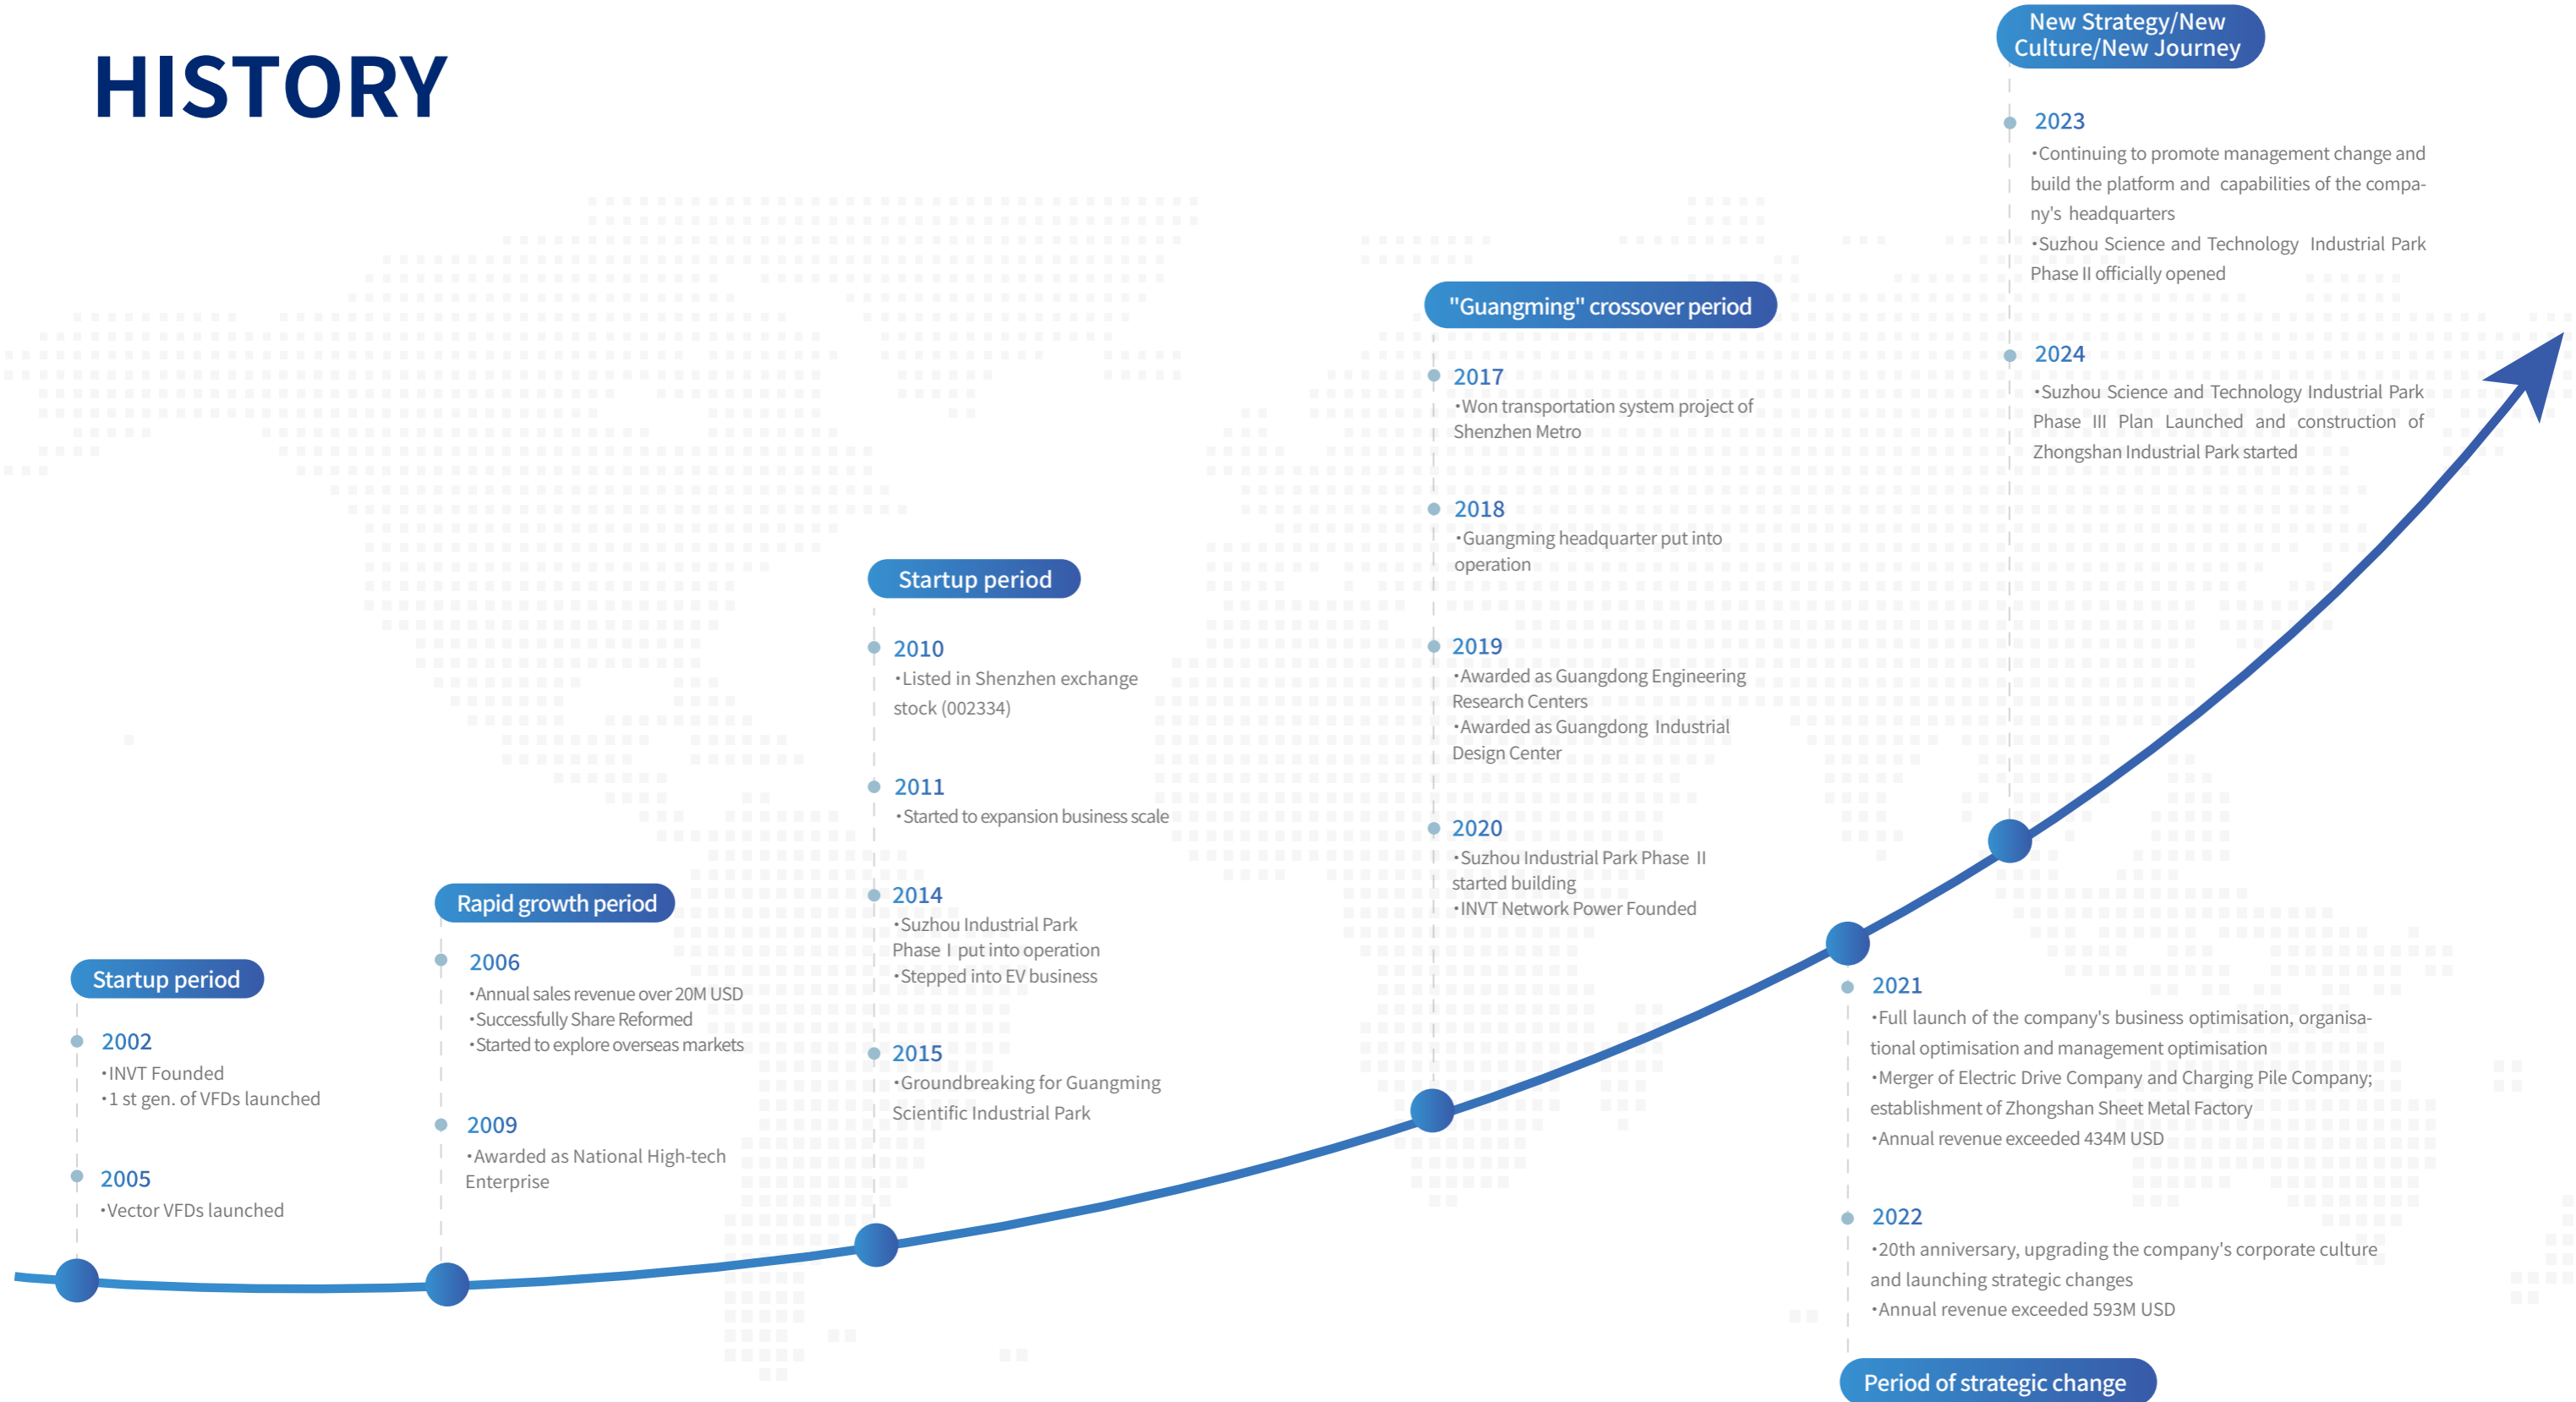 HISTORY
Startup period
2002
·INVT Founded
·1 st gen. of VFDs launched
2005
·Vector VFDs launched
Rapid growth period
2006
·Annual sales revenue over 20M USD
·Successfully Share Reformed
·Started to explore overseas markets
2009
·Awarded as National High-tech
Enterprise
Startup period
2010
·Listed in Shenzhen exchange
stock (002334)
2011
·Started to expansion business scale
2014
·Suzhou Industrial Park
Phase I put into operation
·Stepped into EV business
2015
·Groundbreaking for Guangming
Scientific Industrial Park
"Guangming" crossover period
2017
·Won transportation system project of
Shenzhen Metro
2018
·Guangming headquarter put into
operation
2019
·Awarded as Guangdong Engineering
Research Centers
·Awarded as Guangdong Industrial
Design Center
2020
·Suzhou Industrial Park Phase II
started building
·INVT Network Power Founded
2021
·Full launch of the company's business optimisation, organisa-
tional optimisation and management optimisation
·Merger of Electric Drive Company and Charging Pile Company;
establishment of Zhongshan Sheet Metal Factory
·Annual revenue exceeded 434M USD
2022
·20th anniversary, upgrading the company's corporate culture
and launching strategic changes
·Annual revenue exceeded 593M USD
Period of strategic change
New Strategy/New
Culture/New Journey
2023
·Continuing to promote management change and
build the platform and capabilities of the compa-
ny's headquarters
·Suzhou Science and Technology Industrial Park
Phase II officially opened
2024
·Suzhou Science and Technology Industrial Park
Phase III Plan Launched and construction of
Zhongshan Industrial Park started